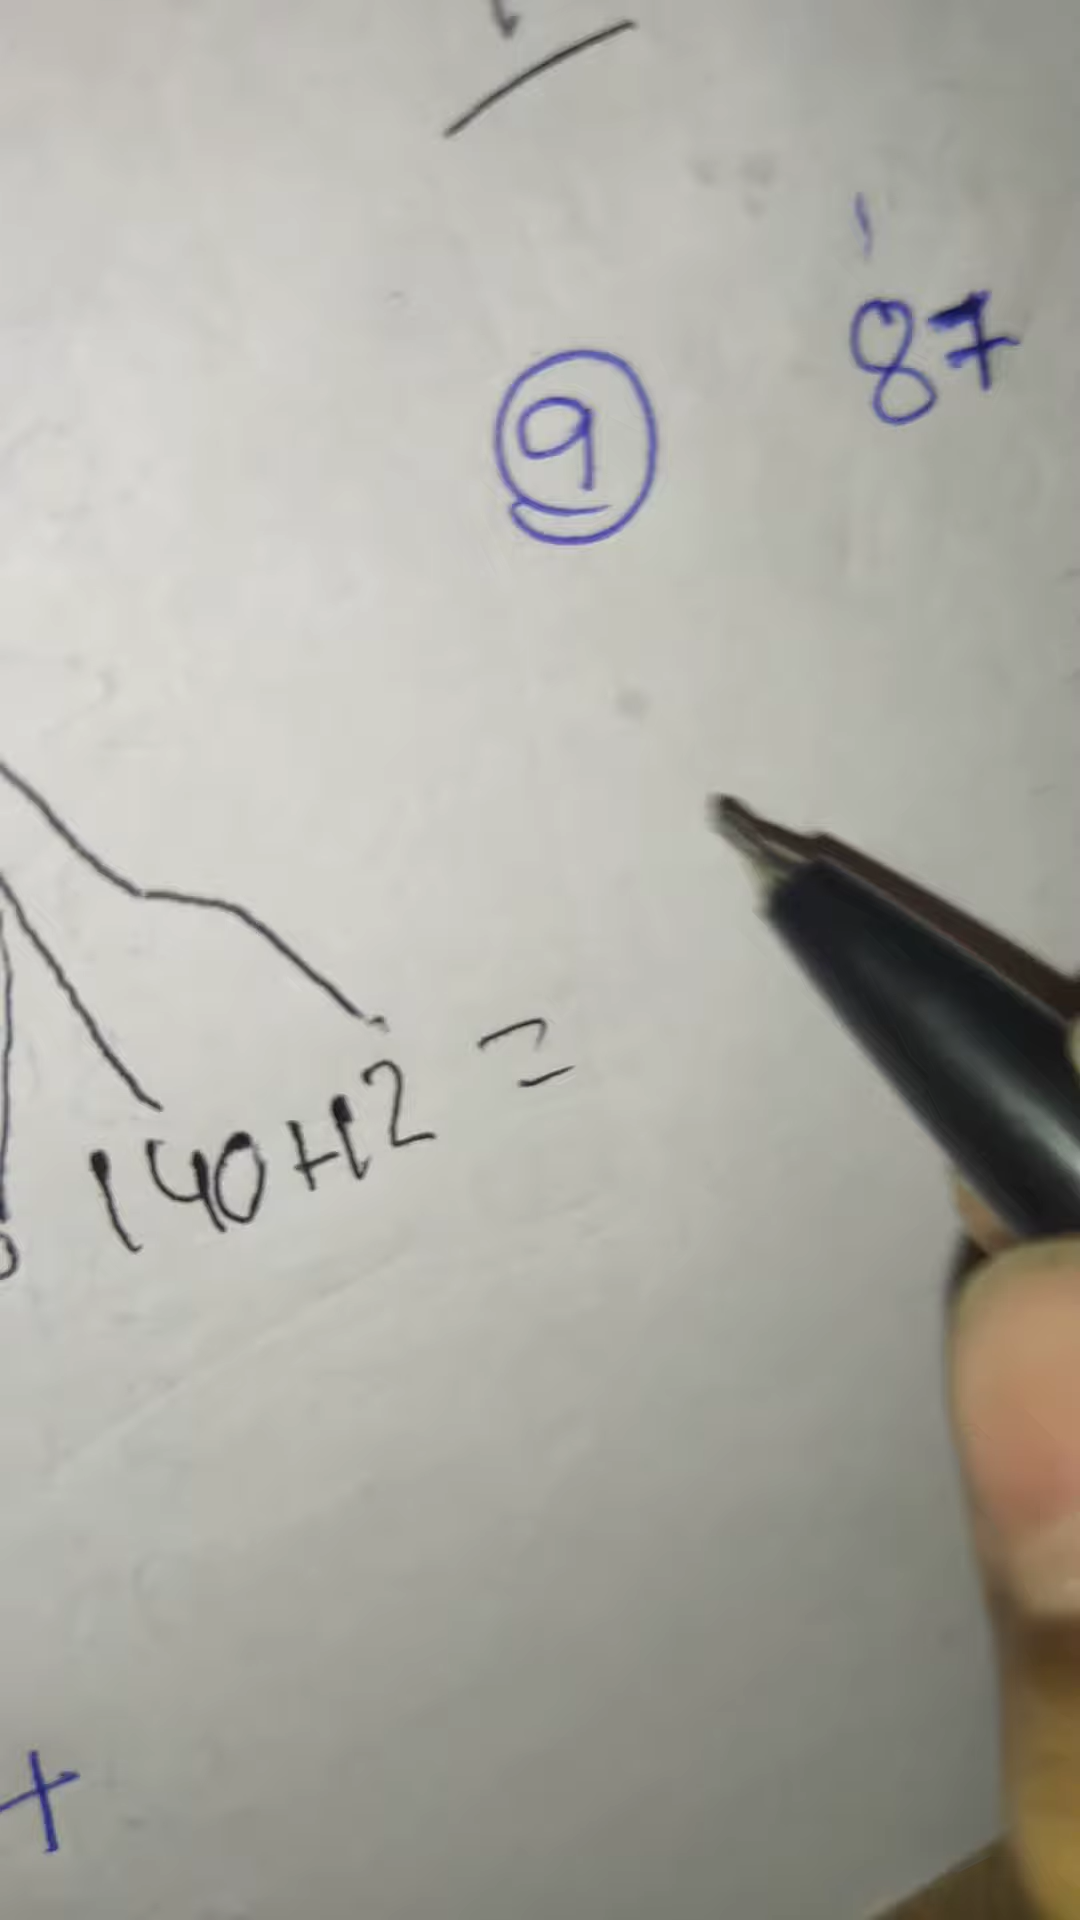 87
9
140+12 =
+